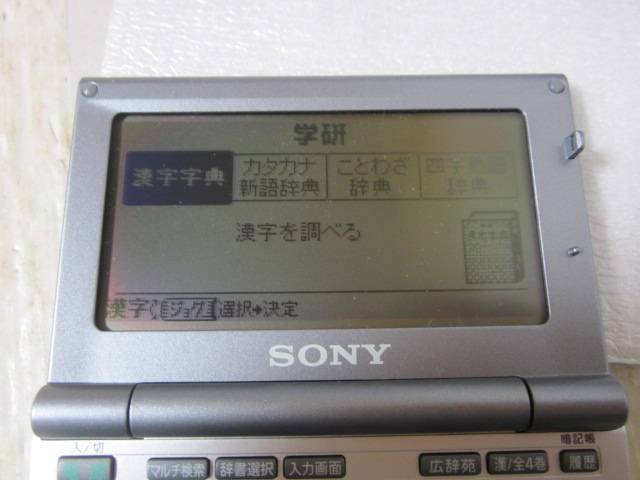 学研
漢字字典
カタカナ
新語辞典
ことわざ
辞典
四字熟語
辞典
漢字を調べる
漢字 ジョグ 選択→決定
SONY
入/切
暗記帳
マルチ検索 辞書選択 入力画面 広辞苑 漢/全4巻 履歴